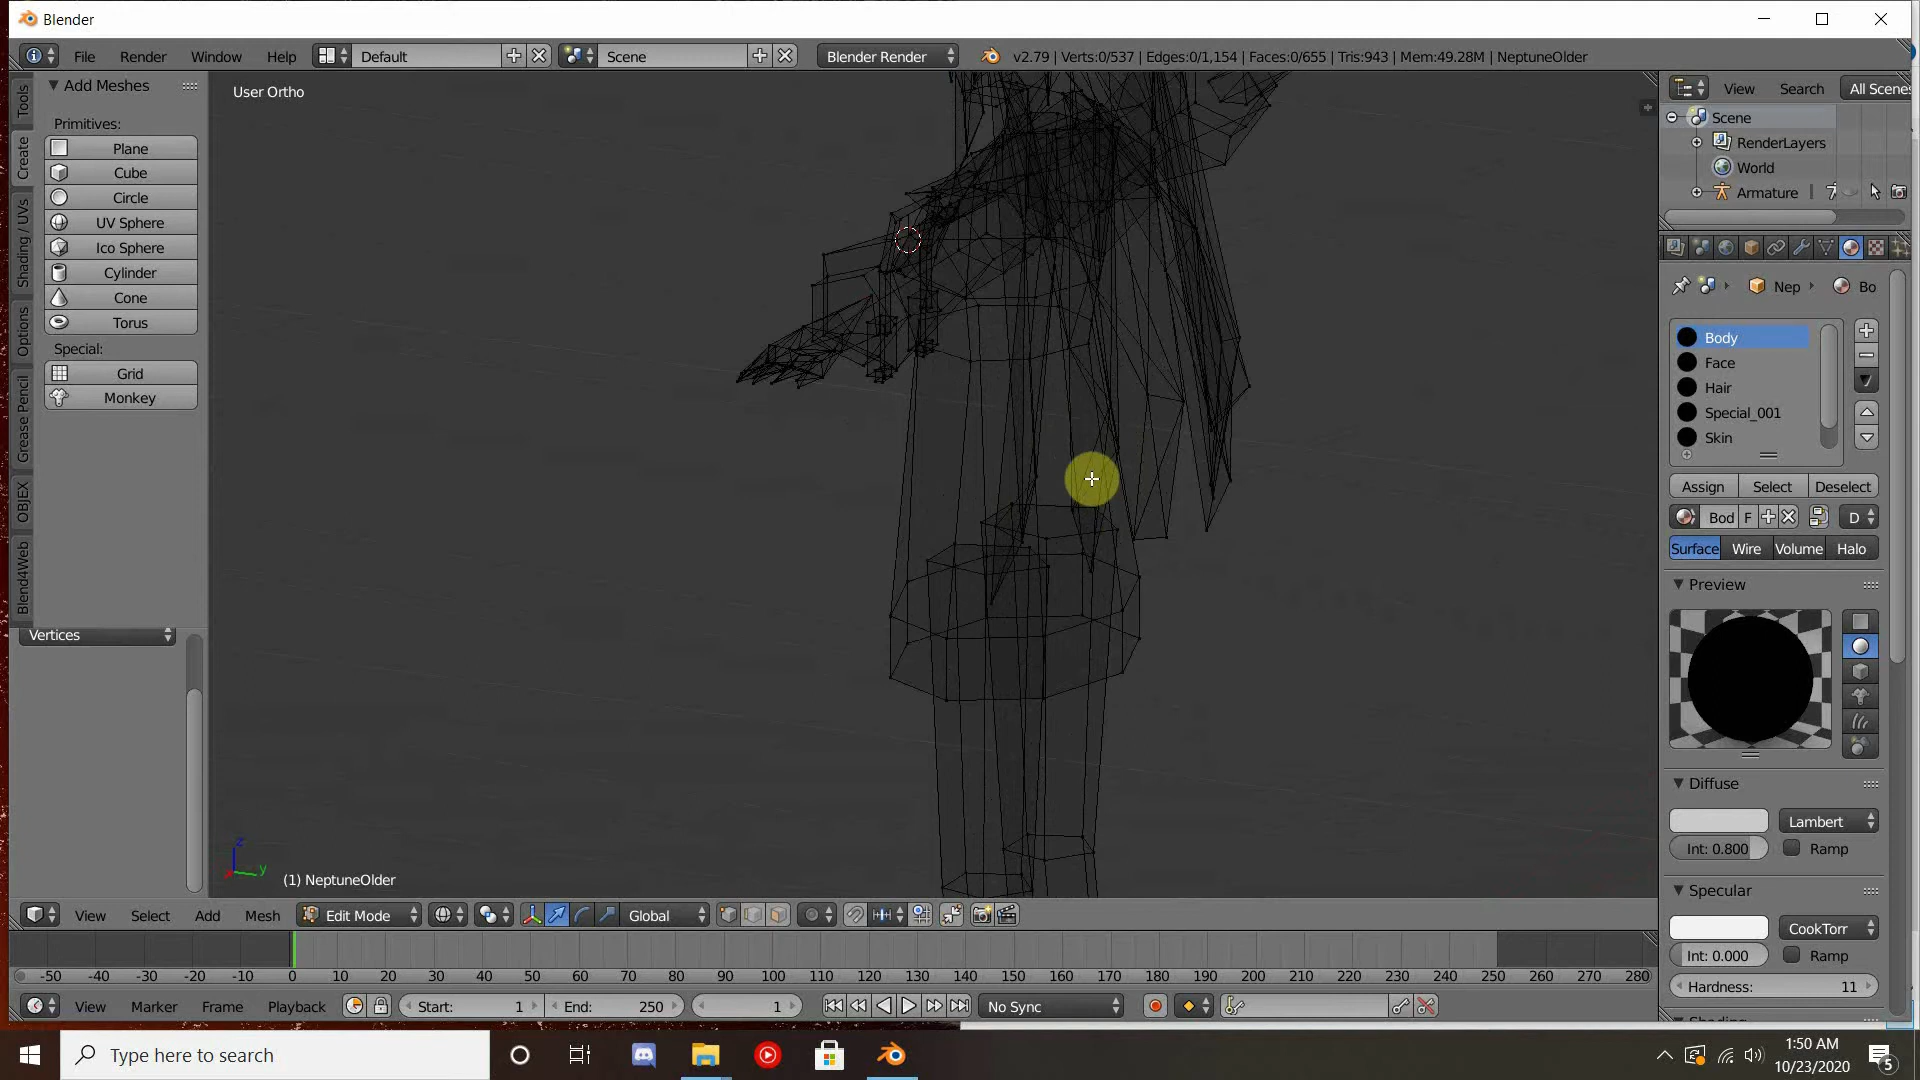 Blender
File Render Window Help Default Scene Blender Render v2.79 | Verts:0/537 | Edges:0/1,154 | Faces:0/655 | Tris:943 | Mem:49.28M | NeptuneOlder
Add Meshes
Primitives:
Plane
Cube
Circle
UV Sphere
Ico Sphere
Cylinder
Cone
Torus
Special:
Grid
Monkey
Vertices
Tools
Create
Shading / UVs
Options
Grease Pencil
OBJEX
Blend4Web
User Ortho
z
y
(1) NeptuneOlder
View Search All Scenes
Scene
RenderLayers
World
Armature
Nep Bo
Body
Face
Hair
Special_001
Skin
Assign Select Deselect
Bod F D
Surface Wire Volume Halo
Preview
Diffuse
Lambert
Int: 0.800 Ramp
Specular
CookTorr
Int: 0.000 Ramp
Hardness: 11
View Select Add Mesh Edit Mode Global
-50 -40 -30 -20 -10 0 10 20 30 40 50 60 70 80 90 100 110 120 130 140 150 160 170 180 190 200 210 220 230 240 250 260 270 280
View Marker Frame Playback Start: 1 End: 250 1 No Sync
Type here to search
1:50 AM
10/23/2020
5